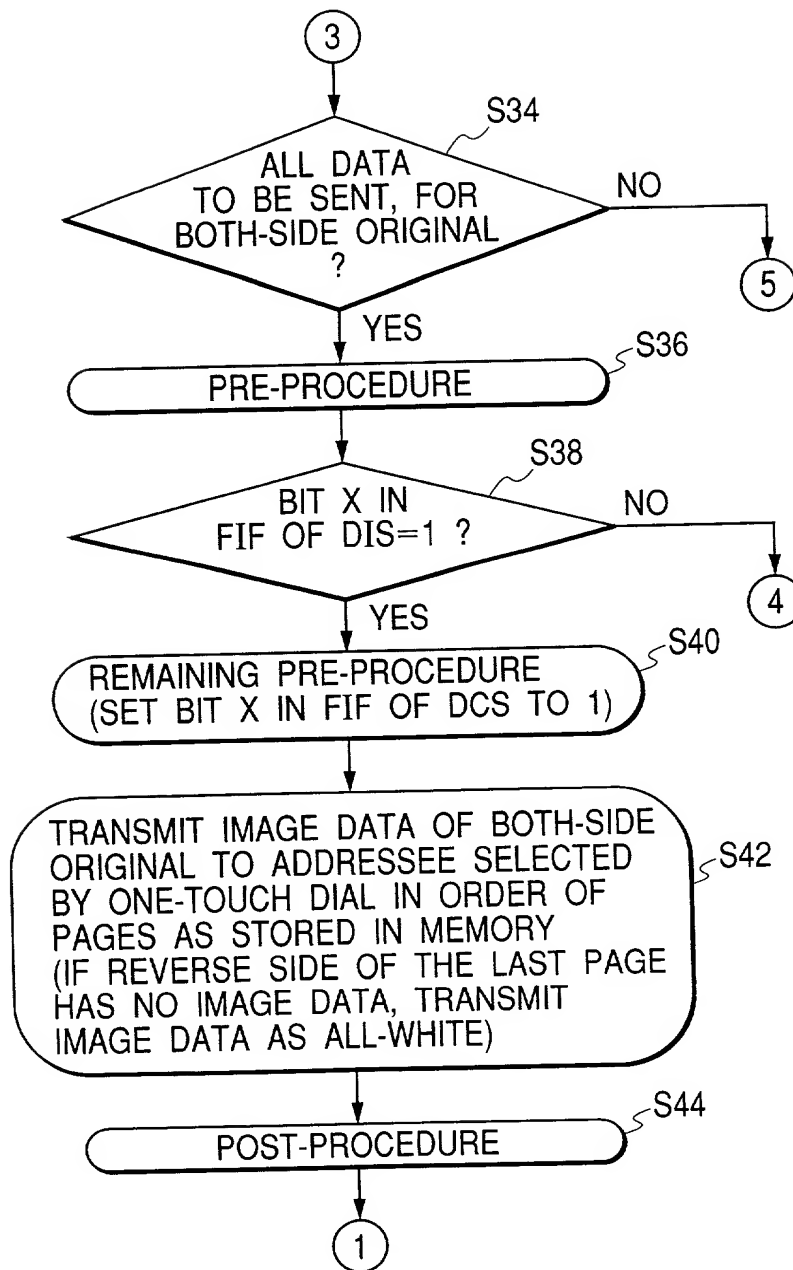 3
S34
ALL DATA
TO BE SENT, FOR
BOTH-SIDE ORIGINAL
?
NO
5
YES
S36
PRE-PROCEDURE
S38
BIT X IN
FIF OF DIS=1 ?
NO
4
YES
S40
REMAINING PRE-PROCEDURE
(SET BIT X IN FIF OF DCS TO 1)
TRANSMIT IMAGE DATA OF BOTH-SIDE
ORIGINAL TO ADDRESSEE SELECTED
BY ONE-TOUCH DIAL IN ORDER OF
PAGES AS STORED IN MEMORY
(IF REVERSE SIDE OF THE LAST PAGE
HAS NO IMAGE DATA, TRANSMIT
IMAGE DATA AS ALL-WHITE)
S42
S44
POST-PROCEDURE
1